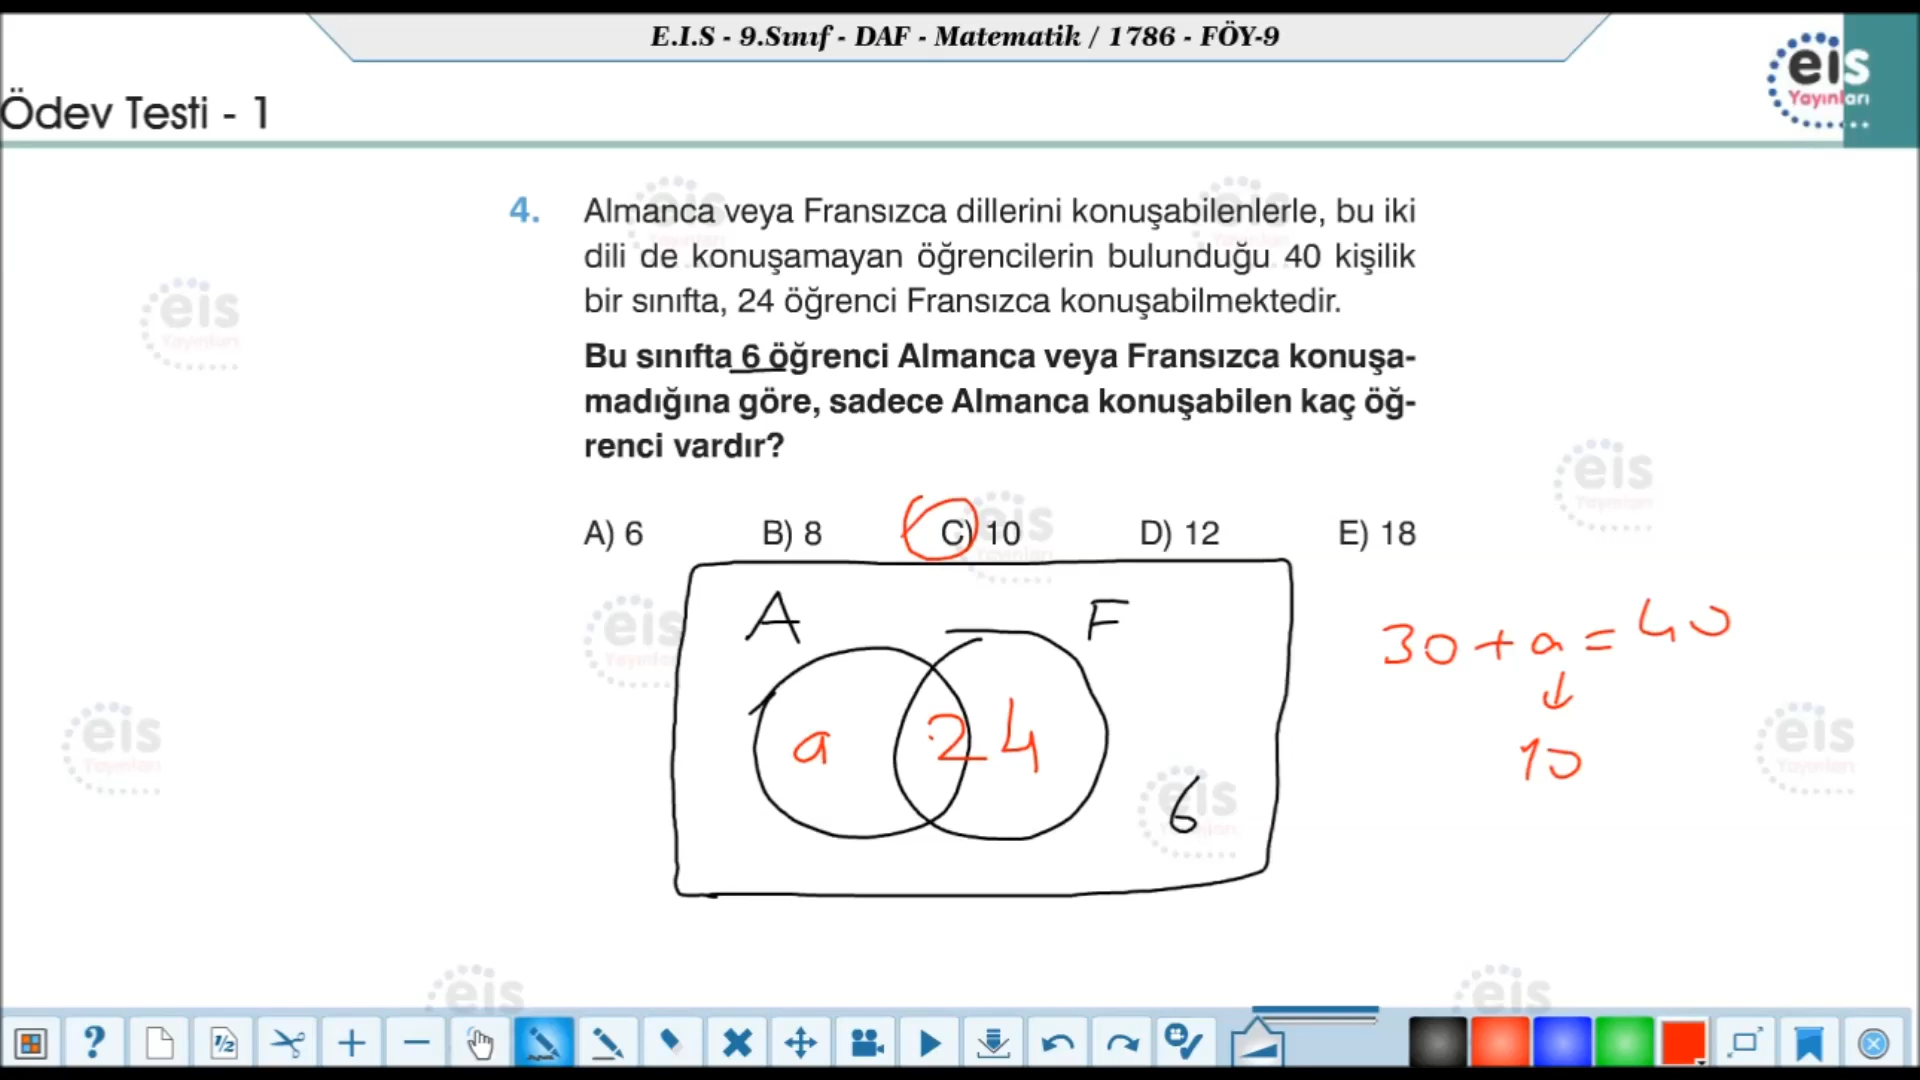 E.I.S - 9.Sınıf - DAF - Matematik / 1786 - FÖY-9
eis
Yayınları
Ödev Testi - 1
4. Almanca veya Fransızca dillerini konuşabilenlerle, bu iki
dili de konuşamayan öğrencilerin bulunduğu 40 kişilik
bir sınıfta, 24 öğrenci Fransızca konuşabilmektedir.
Bu sınıfta 6 öğrenci Almanca veya Fransızca konuşa-
madığına göre, sadece Almanca konuşabilen kaç öğ-
renci vardır?
A) 6 B) 8 C) 10 D) 12 E) 18
A F
30 + a = 40
10
a 24
6